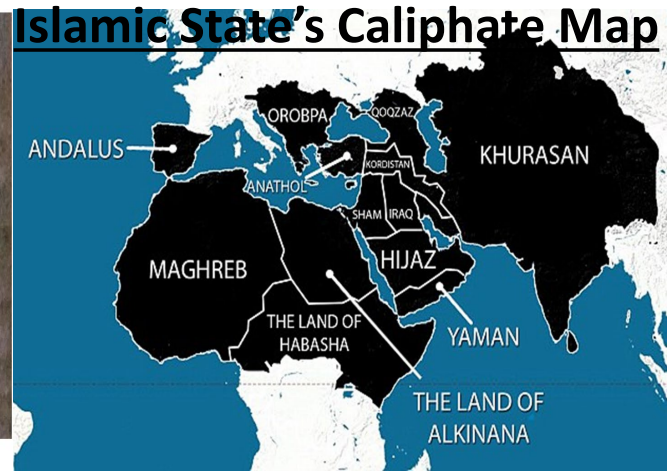 Islamic State’s Caliphate Map
OROBPA
QOQZAZ
ANDALUS
KORDISTAN
KHURASAN
ANATHOL
SHAM
IRAQ
MAGHREB
HIJAZ
THE LAND OF
HABASHA
YAMAN
THE LAND OF
ALKINANA